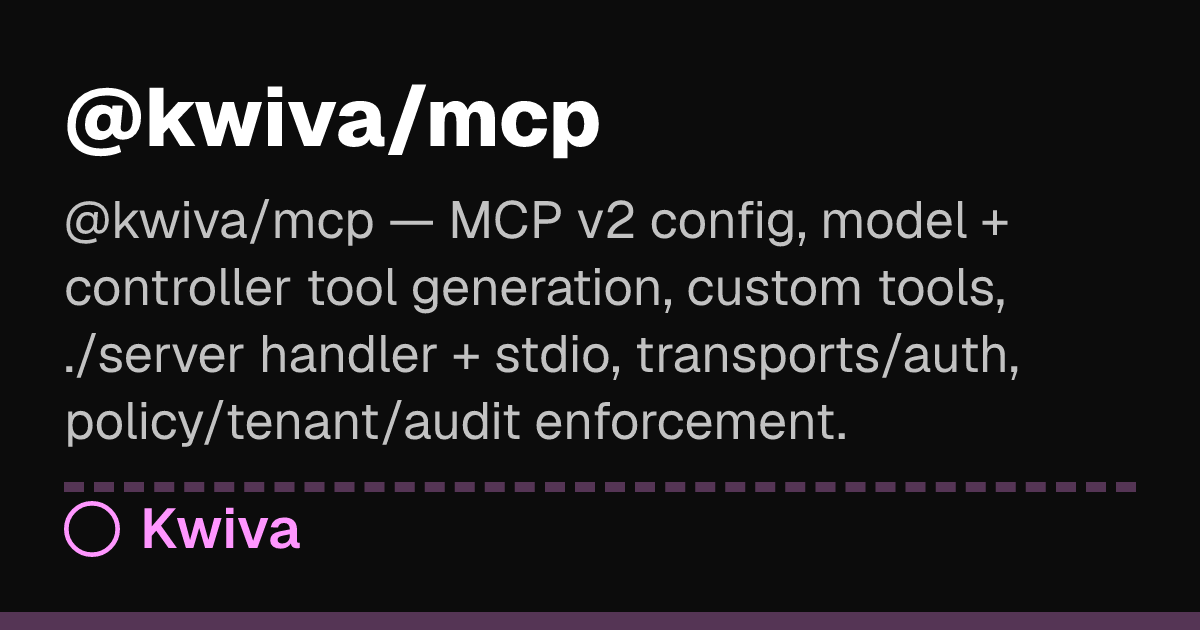 @kwiva/mcp
@kwiva/mcp — MCP v2 config, model +
controller tool generation, custom tools,
./server handler + stdio, transports/auth,
policy/tenant/audit enforcement.
Kwiva